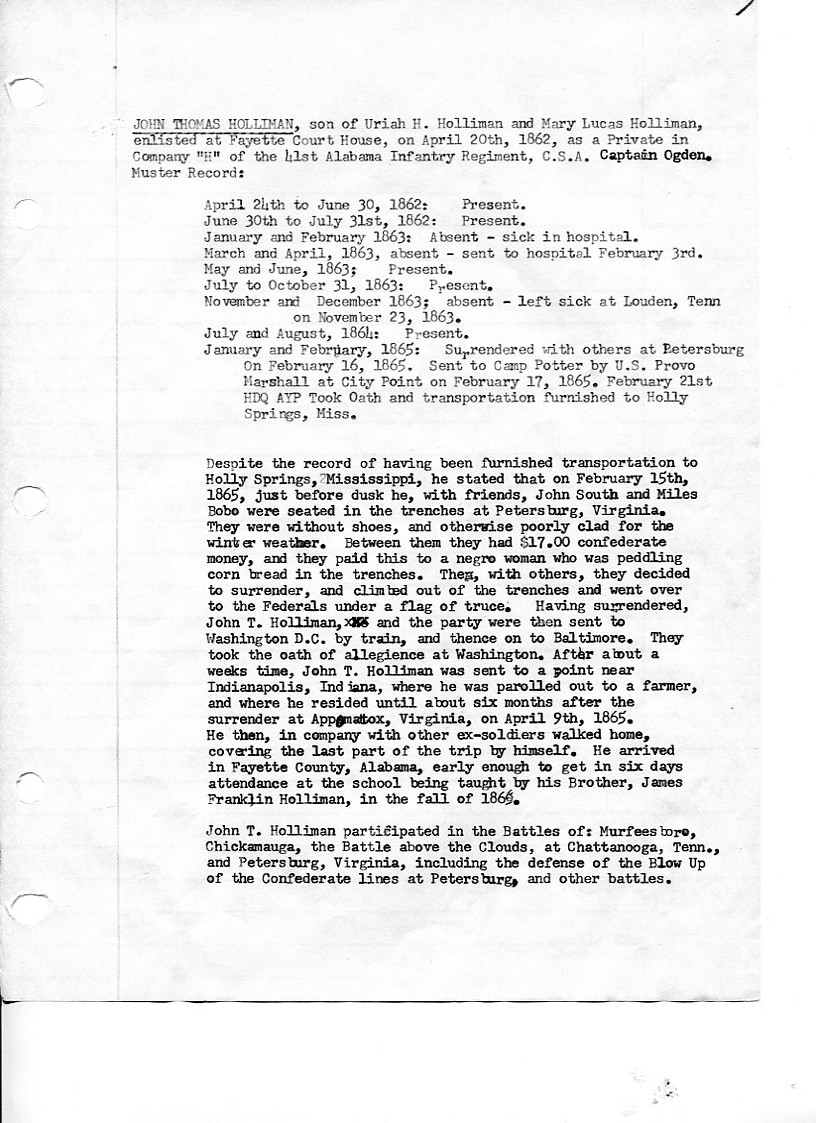 JOHN THOMAS HOLLIMAN, son of Uriah H. Holliman and Mary Lucas Holliman,
enlisted at Fayette Court House, on April 20th, 1862, as a Private in
Company "H" of the 41st Alabama Infantry Regiment, C.S.A. Captain Ogden.
Muster Record:
April 24th to June 30, 1862: Present.
June 30th to July 31st, 1862: Present.
January and February 1863: Absent - sick in hospital.
March and April, 1863, absent - sent to hospital February 3rd.
May and June, 1863; Present.
July to October 31, 1863: Present.
November and December 1863; absent - left sick at Louden, Tenn
on November 23, 1863.
July and August, 1864: Present.
January and February, 1865: Surrendered with others at Petersburg
On February 16, 1865. Sent to Camp Potter by U.S. Provo
Marshall at City Point on February 17, 1865. February 21st
HDQ AYP Took Oath and transportation furnished to Holly
Springs, Miss.
Despite the record of having been furnished transportation to
Holly Springs, Mississippi, he stated that on February 15th,
1865, just before dusk he, with friends, John South and Miles
Bobo were seated in the trenches at Petersburg, Virginia.
They were without shoes, and otherwise poorly clad for the
winter weather. Between them they had $17.00 confederate
money, and they paid this to a negro woman who was peddling
corn bread in the trenches. Then, with others, they decided
to surrender, and climbed out of the trenches and went over
to the Federals under a flag of truce. Having surrendered,
John T. Holliman, and the party were then sent to
Washington D.C. by train, and thence on to Baltimore. They
took the oath of allegience at Washington. After about a
weeks time, John T. Holliman was sent to a point near
Indianapolis, Indiana, where he was parolled out to a farmer,
and where he resided until about six months after the
surrender at Appomattox, Virginia, on April 9th, 1865.
He then, in company with other ex-soldiers walked home,
covering the last part of the trip by himself. He arrived
in Fayette County, Alabama, early enough to get in six days
attendance at the school being taught by his Brother, James
Franklin Holliman, in the fall of
John T. Holliman participated in the Battles of: Murfeesboro,
Chickamauga, the Battle above the Clouds, at Chattanooga, Tenn.,
and Petersburg, Virginia, including the defense of the Blow Up
of the Confederate lines at Petersburg, and other battles.